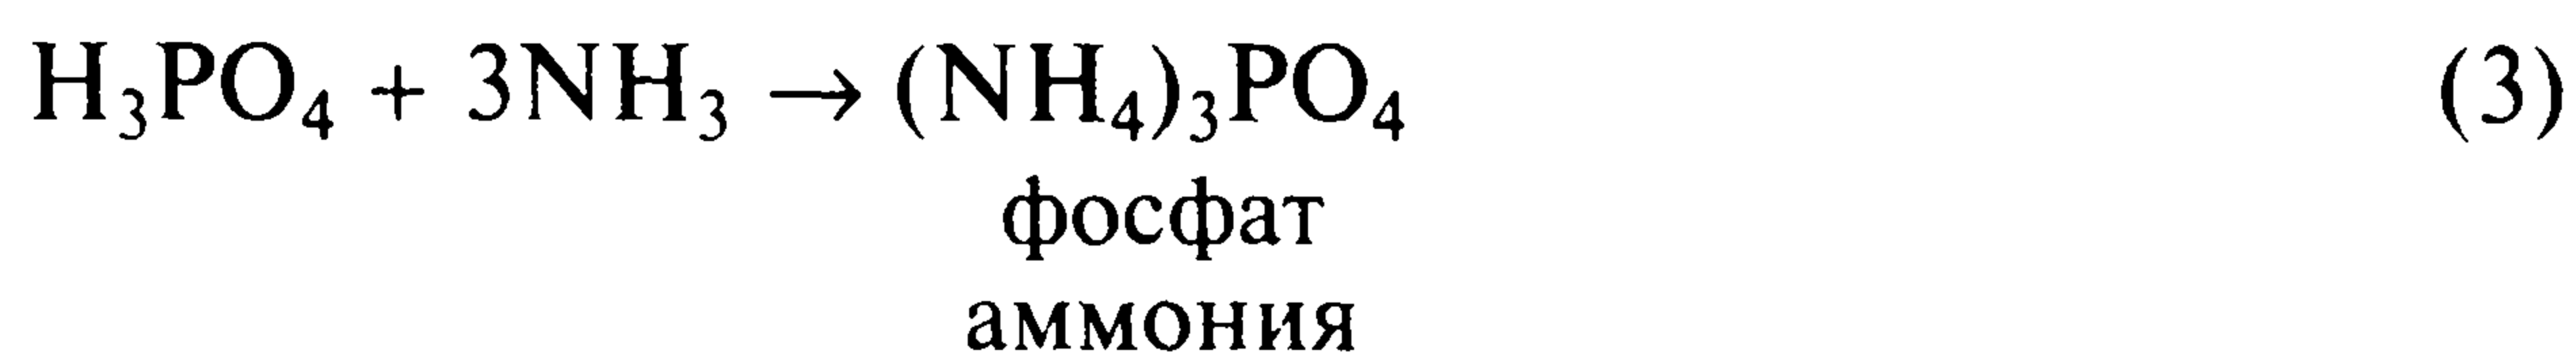 H₃PO₄ + 3NH₃ → (NH₄)₃PO₄ (3)
фосфат
аммония